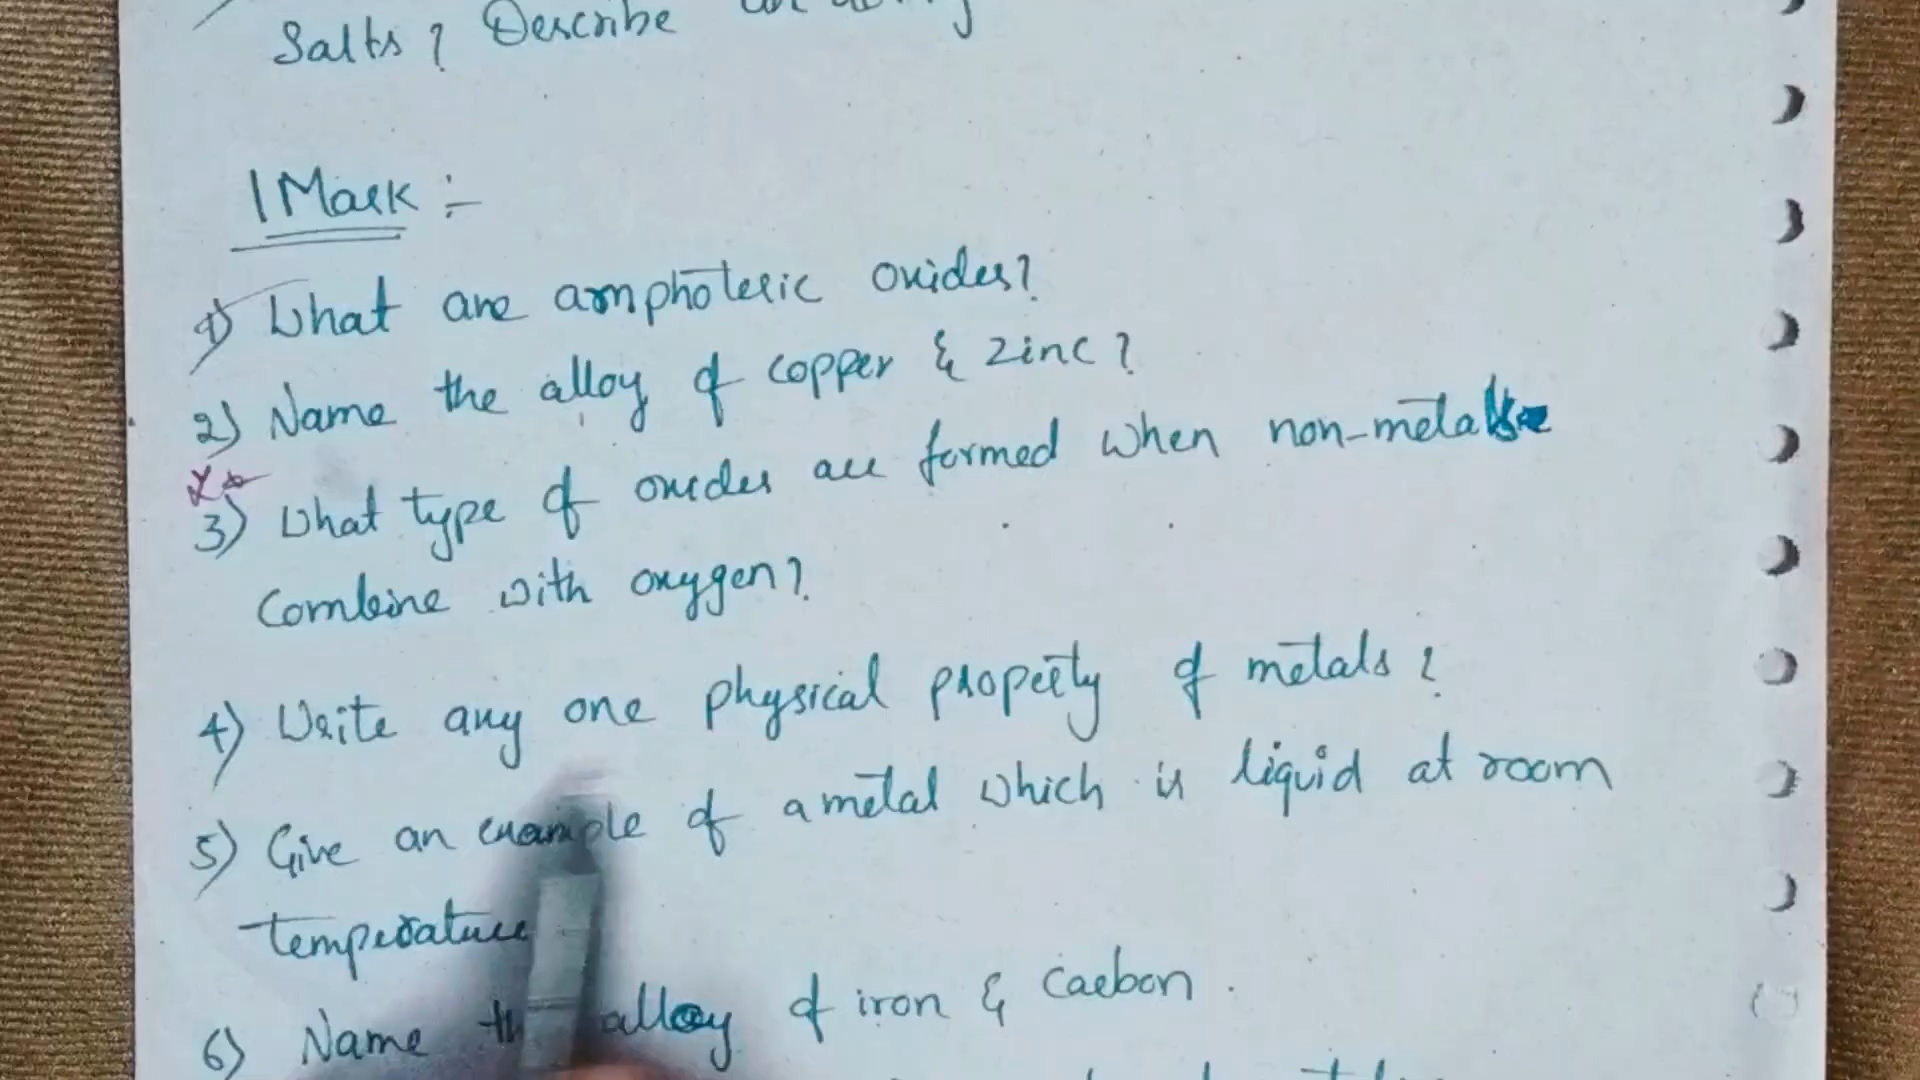 Salts? Describe
1 Mark :-
1) What are amphoteric oxides?
2) Name the alloy of copper & zinc?
3) What type of oxides are formed when non-metals
combine with oxygen?
4) Write any one physical property of metals?
5) Give an example of a metal which is liquid at room
temperature
6) Name the alloy of iron & Carbon.